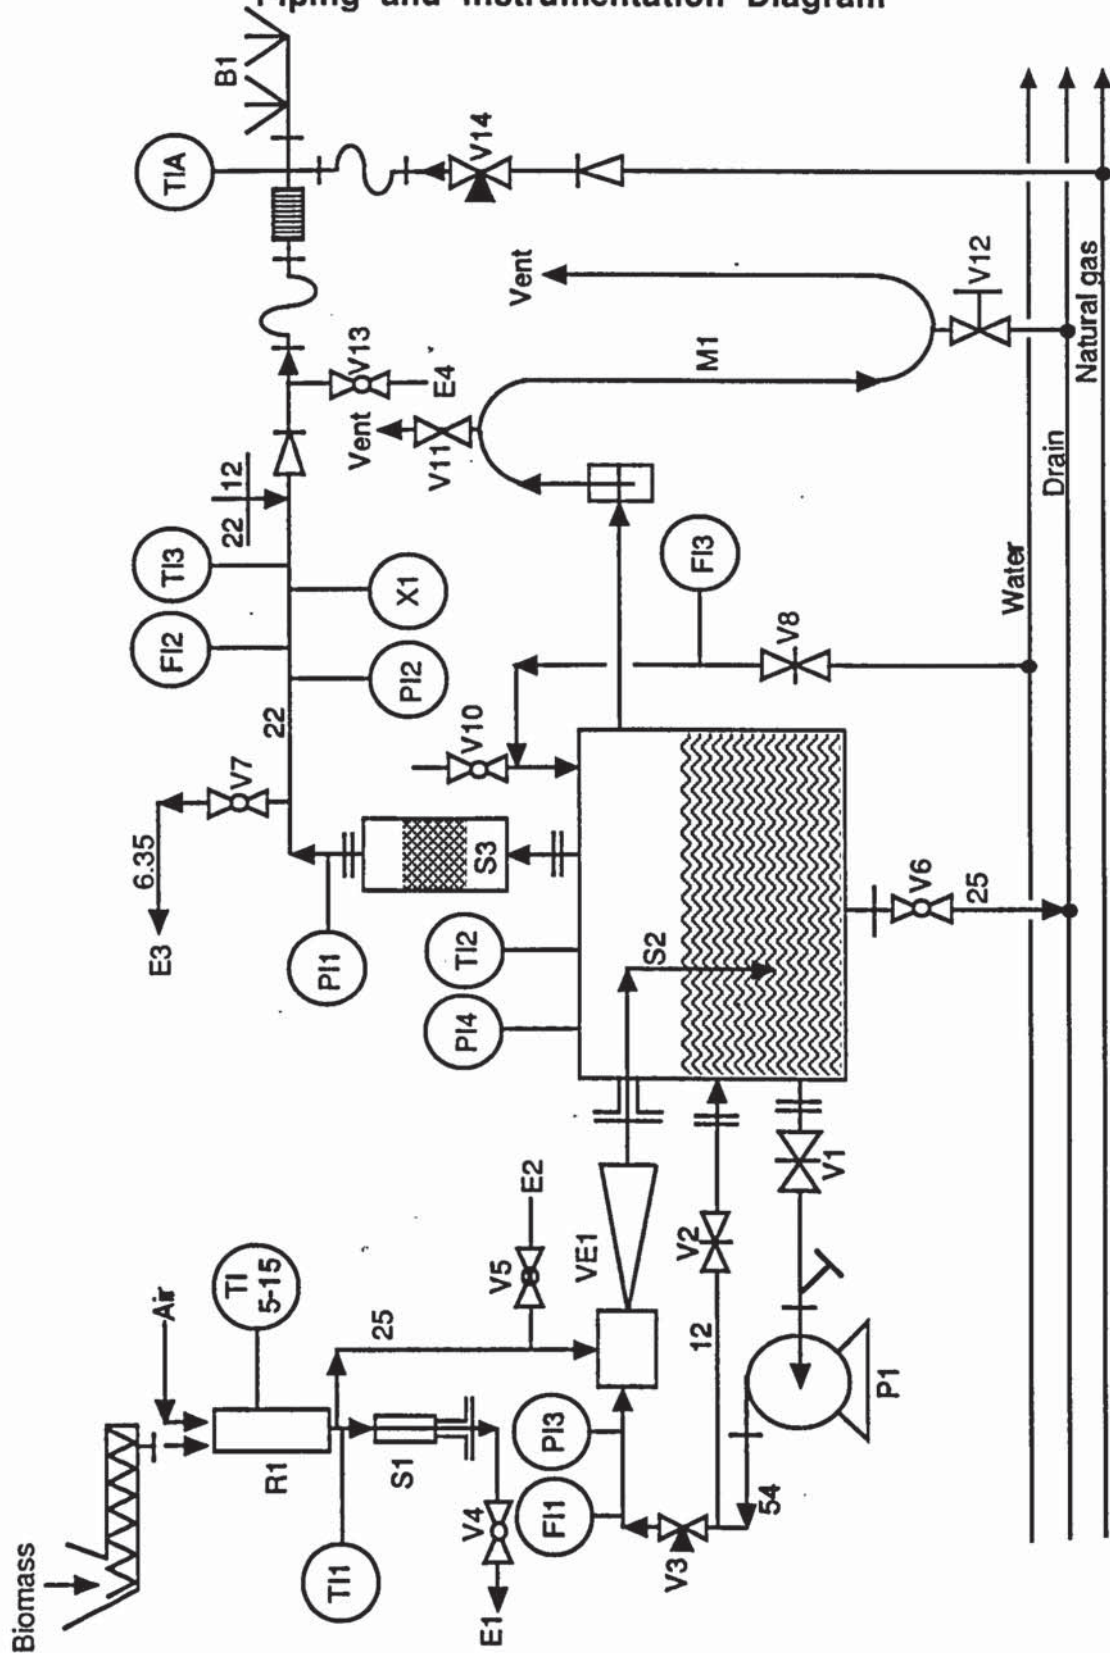 Piping and Instrumentation Diagram
B1
TIA
V14
Vent
V12
M1
V13
E4
Vent
V11
Natural gas
Drain
Water
22
12
TI3
FI2
X1
PI2
22
FI3
V8
V10
V7
6.35
E3
S3
PI1
TI2
PI4
S2
V6
25
E2
V5
VE1
V2
V1
12
P1
54
25
Air
TI
5-15
R1
S1
TI1
V4
E1
PI3
FI1
V3
Biomass